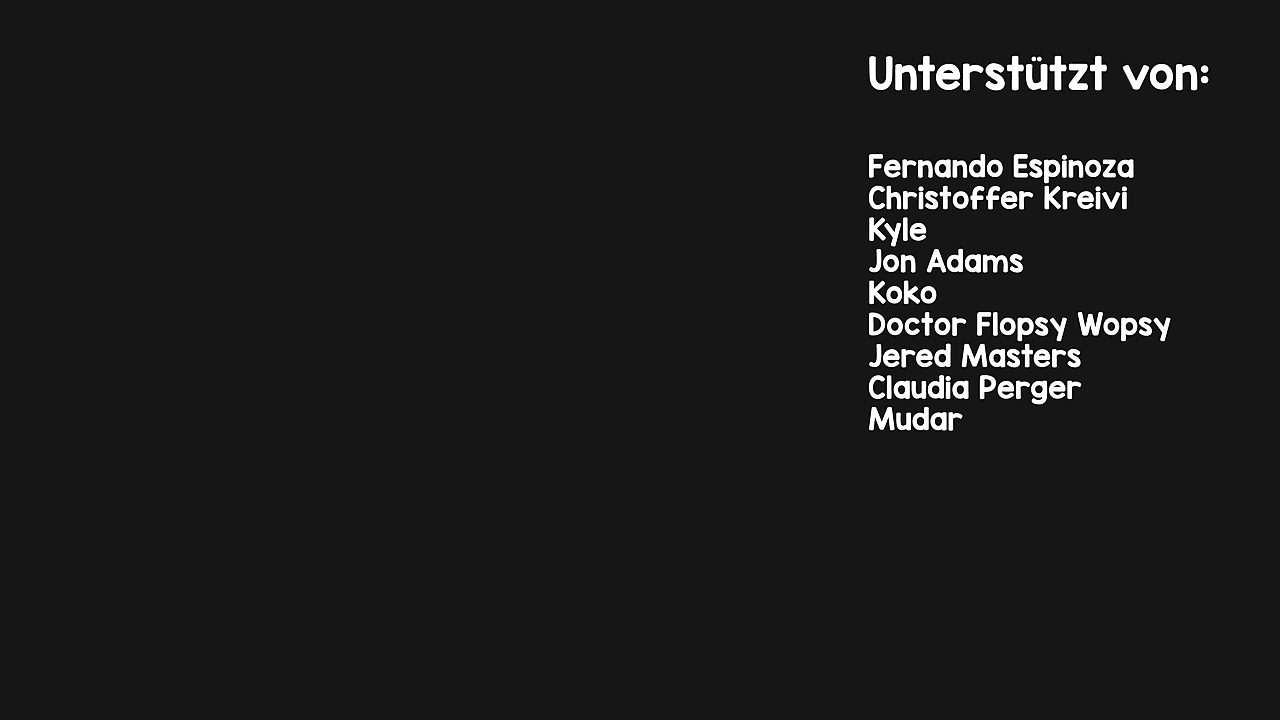 Unterstützt von:
Fernando Espinoza
Christoffer Kreivi
Kyle
Jon Adams
Koko
Doctor Flopsy Wopsy
Jered Masters
Claudia Perger
Mudar